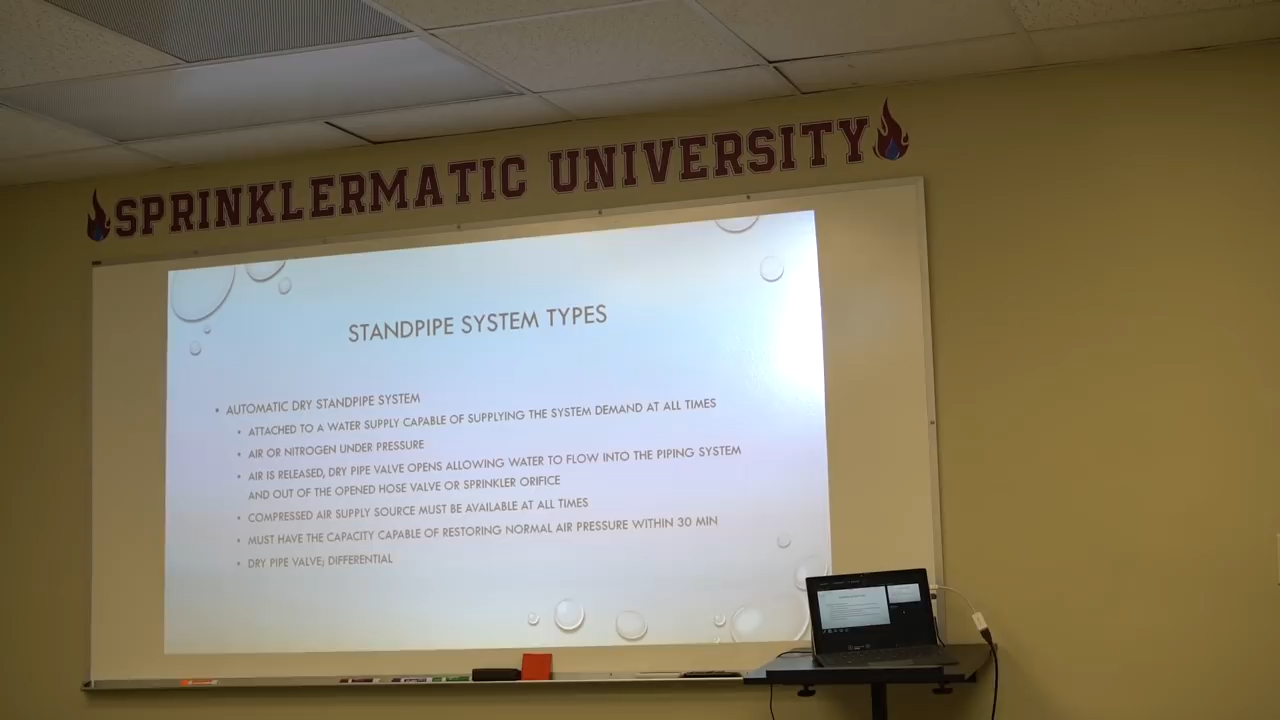 SPRINKLERMATIC UNIVERSITY
STANDPIPE SYSTEM TYPES
• AUTOMATIC DRY STANDPIPE SYSTEM
• ATTACHED TO A WATER SUPPLY CAPABLE OF SUPPLYING THE SYSTEM DEMAND AT ALL TIMES
• AIR OR NITROGEN UNDER PRESSURE
• AIR IS RELEASED, DRY PIPE VALVE OPENS ALLOWING WATER TO FLOW INTO THE PIPING SYSTEM
AND OUT OF THE OPENED HOSE VALVE OR SPRINKLER ORIFICE
• COMPRESSED AIR SUPPLY SOURCE MUST BE AVAILABLE AT ALL TIMES
• MUST HAVE THE CAPACITY CAPABLE OF RESTORING NORMAL AIR PRESSURE WITHIN 30 MIN
• DRY PIPE VALVE; DIFFERENTIAL